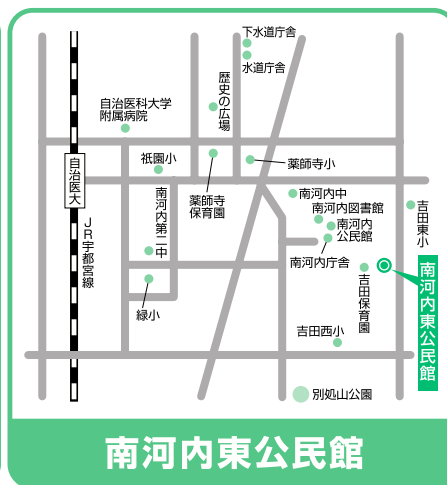 下水道庁舎
水道庁舎
歴史の広場
自治医科大学
附属病院
祇園小
薬師寺小
自治医大
薬師寺
保育園
南河内第二中
南河内中
南河内図書館
南河内
公民館
吉田東小
JR宇都宮線
南河内庁舎
吉田保育園
南河内東公民館
緑小
吉田西小
別処山公園
南河内東公民館